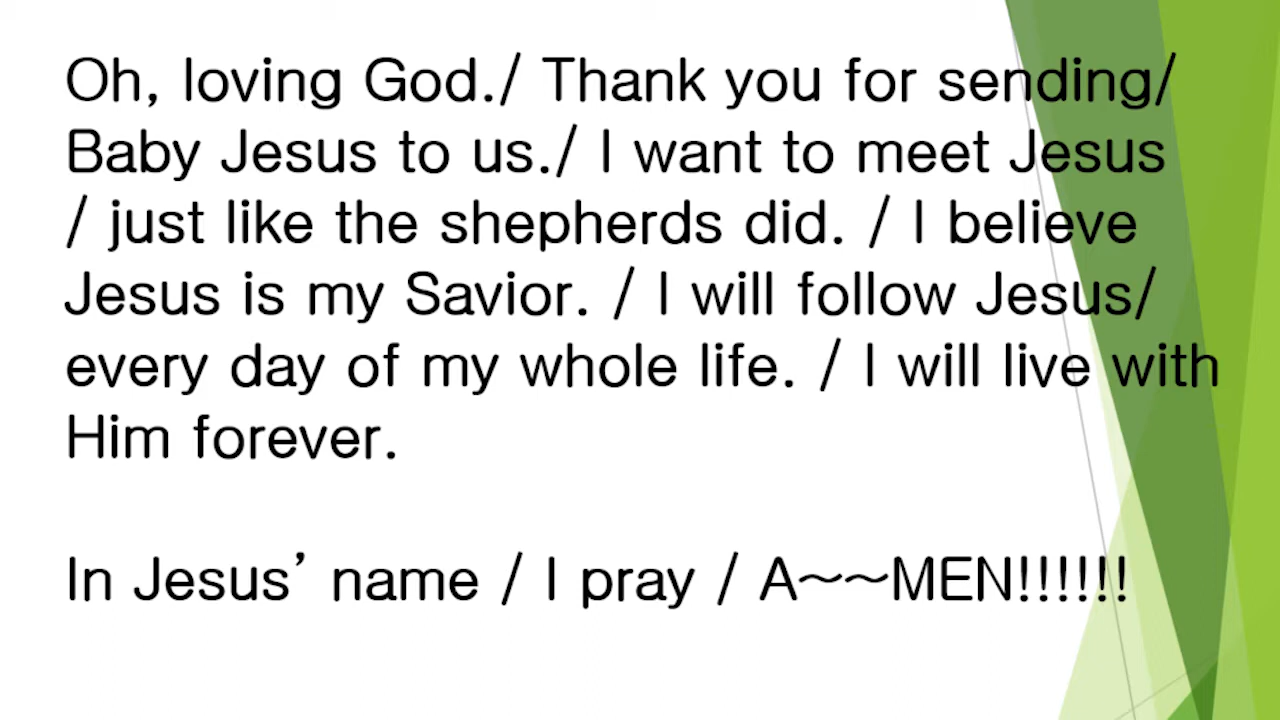 Oh, loving God./ Thank you for sending/
Baby Jesus to us./ I want to meet Jesus
/ just like the shepherds did. / I believe
Jesus is my Savior. / I will follow Jesus/
every day of my whole life. / I will live with
Him forever.
In Jesus’ name / I pray / A~~MEN!!!!!!